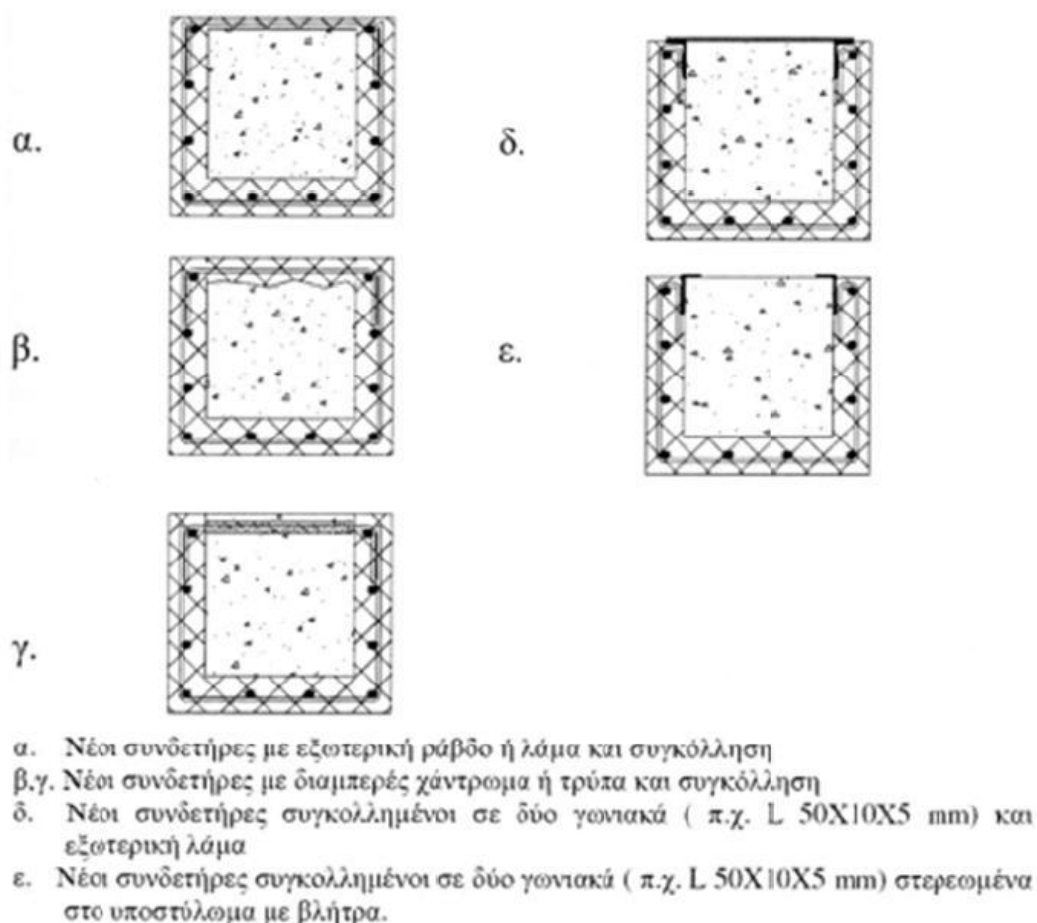 α.
δ.
β.
ε.
γ.
α. Νέοι συνδετήρες με εξωτερική ράβδο ή λάμα και συγκόλληση
β,γ. Νέοι συνδετήρες με διαμπερές χάντρωμα ή τρύπα και συγκόλληση
δ. Νέοι συνδετήρες συγκολλημένοι σε δύο γωνιακά ( π.χ. L 50X10X5 mm) και
εξωτερική λάμα
ε. Νέοι συνδετήρες συγκολλημένοι σε δύο γωνιακά ( π.χ. L 50X10X5 mm) στερεωμένα
στο υποστύλωμα με βλήτρα.